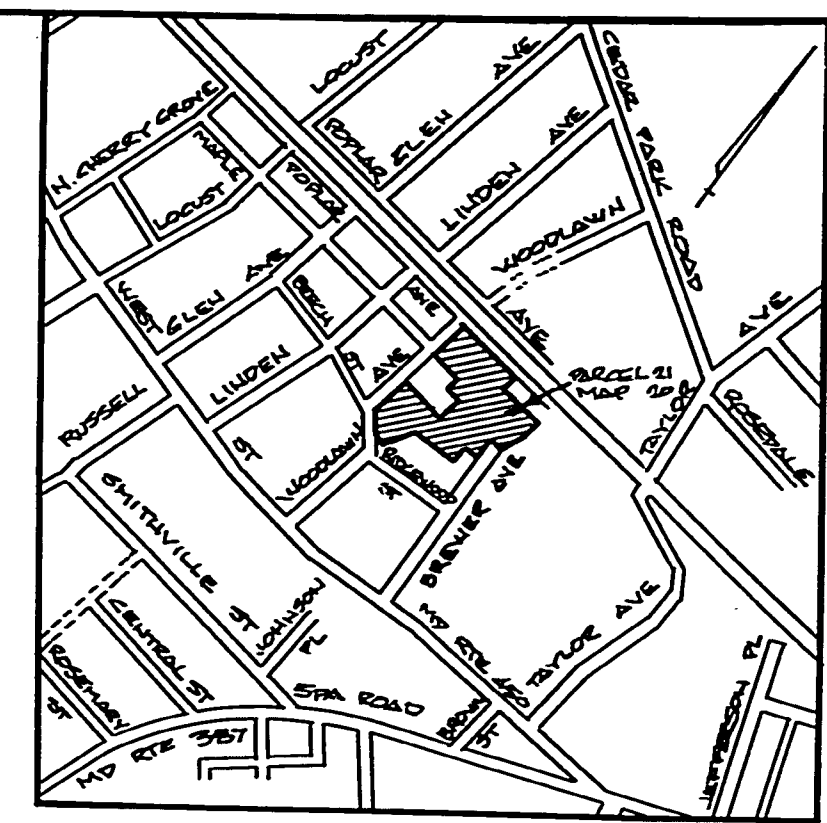 LOCUST
AVE
CEDAR PARK ROAD
N. CHERRY GROVE
MAPLE
LOCUST
POPLAR
POPLAR
GLEN
AVE
LINDEN
WOODLAWN
WEST
GLEN AVE
BEECH
ST
AVE
AVE
AVE
PARCEL 21
MAP 20
TAYLOR
AVE
ROSEDALE
LINDEN
RUSSELL
ST
WOODLAWN
AVE
RIDGEWOOD
ST
BREWER AVE
SMITHVILLE
ST
JOHNSON
PL
CENTRAL ST
ROSEMARY
ST
SPA ROAD
MD RTE 450
TAYLOR AVE
BROWN
ST
JEFFERSON PL
MD RTE 387